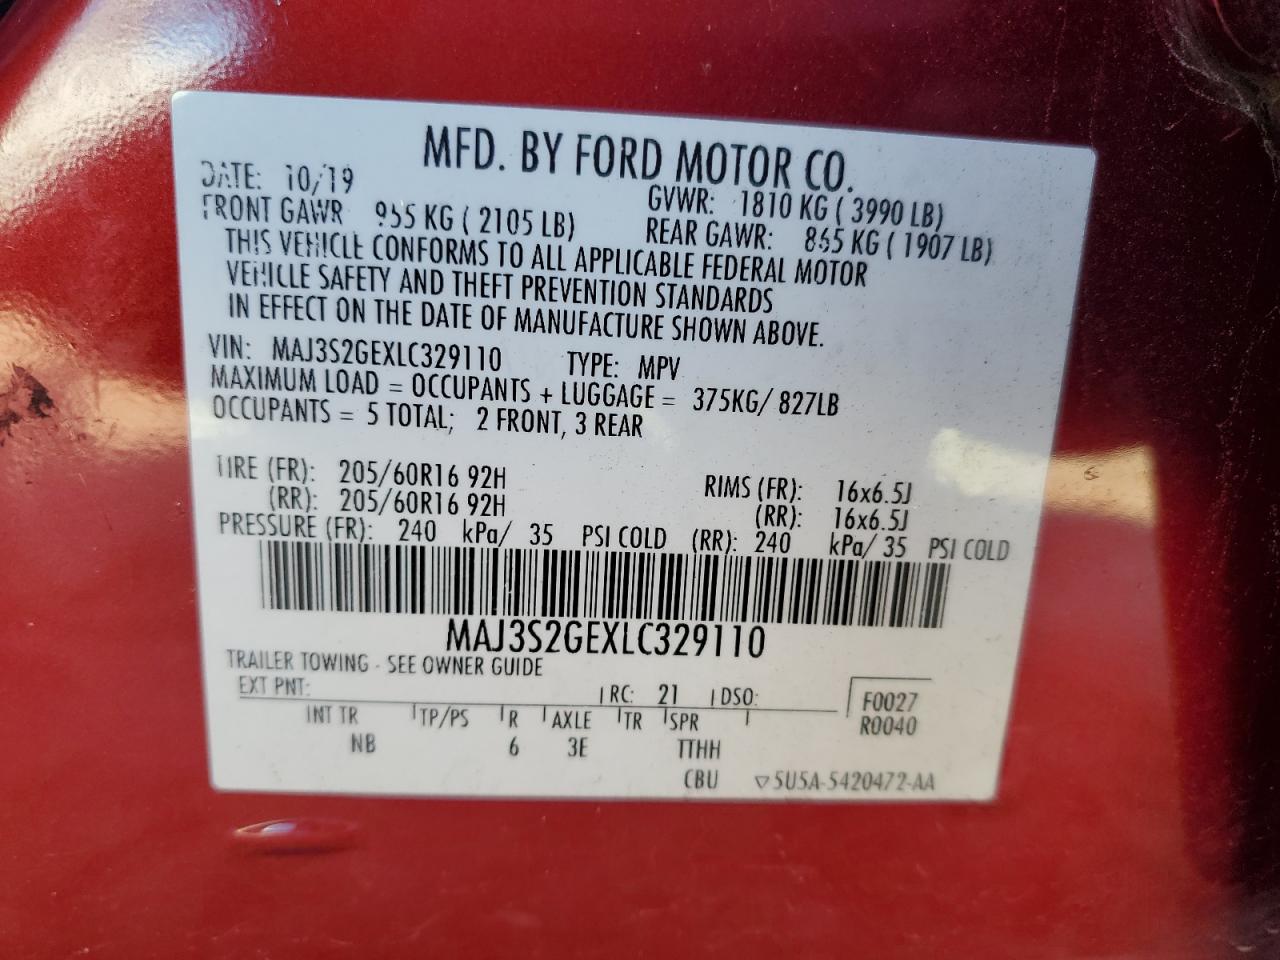 MFD. BY FORD MOTOR CO.
DATE: 10/19 GVWR: 1810 KG ( 3990 LB)
FRONT GAWR 955 KG ( 2105 LB) REAR GAWR: 865 KG ( 1907 LB)
THIS VEHICLE CONFORMS TO ALL APPLICABLE FEDERAL MOTOR
VEHICLE SAFETY AND THEFT PREVENTION STANDARDS
IN EFFECT ON THE DATE OF MANUFACTURE SHOWN ABOVE.
VIN: MAJ3S2GEXLC329110 TYPE: MPV
MAXIMUM LOAD = OCCUPANTS + LUGGAGE = 375KG/ 827LB
OCCUPANTS = 5 TOTAL; 2 FRONT, 3 REAR
TIRE (FR): 205/60R16 92H RIMS (FR): 16x6.5J
(RR): 205/60R16 92H (RR): 16x6.5J
PRESSURE (FR): 240 kPa/ 35 PSI COLD (RR): 240 kPa/ 35 PSI COLD
MAJ3S2GEXLC329110
TRAILER TOWING - SEE OWNER GUIDE
EXT PNT: RC: 21 DSO: F0027
INT TR TP/PS R AXLE TR SPR R0040
NB 6 3E TTHH
CBU ▽5U5A-5420472-AA